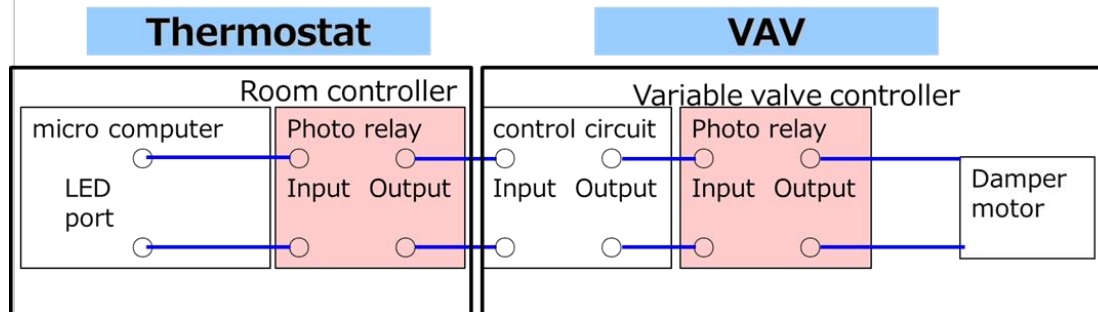 Thermostat
VAV
Room controller
Variable valve controller
micro computer
Photo relay
control circuit
Photo relay
LED
port
Input
Output
Input
Output
Input
Output
Damper
motor